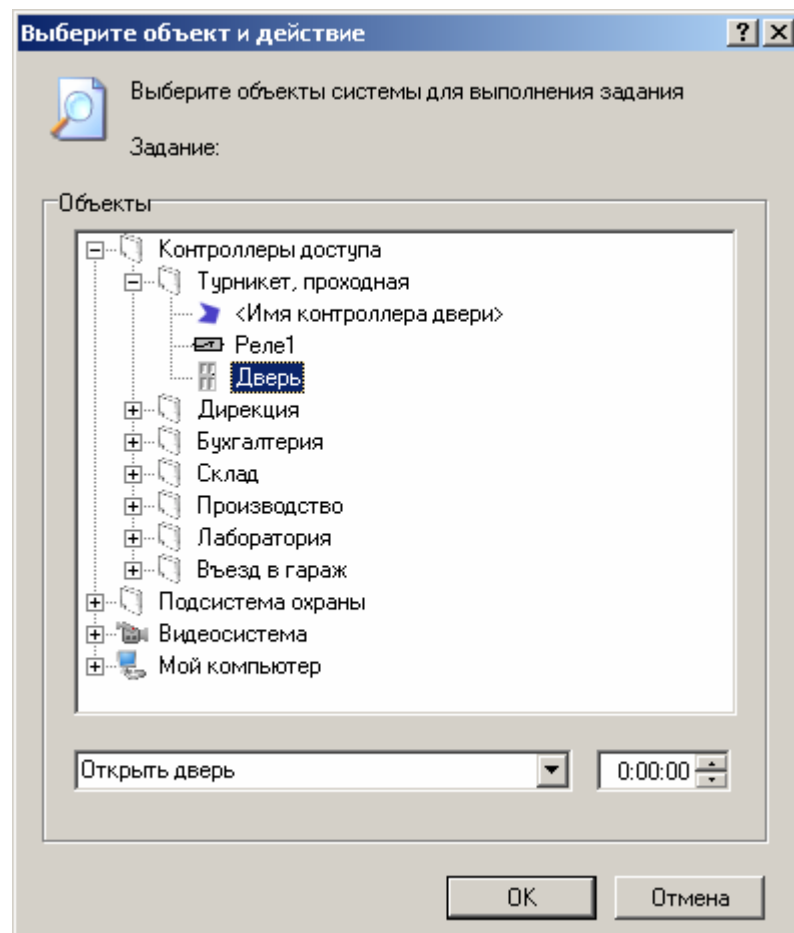 Выберите объект и действие
Выберите объекты системы для выполнения задания
Задание:
Объекты
Контроллеры доступа
Турникет, проходная
<Имя контроллера двери>
Реле1
Дверь
Дирекция
Бухгалтерия
Склад
Производство
Лаборатория
Въезд в гараж
Подсистема охраны
Видеосистема
Мой компьютер
Открыть дверь 0:00:00
OK Отмена